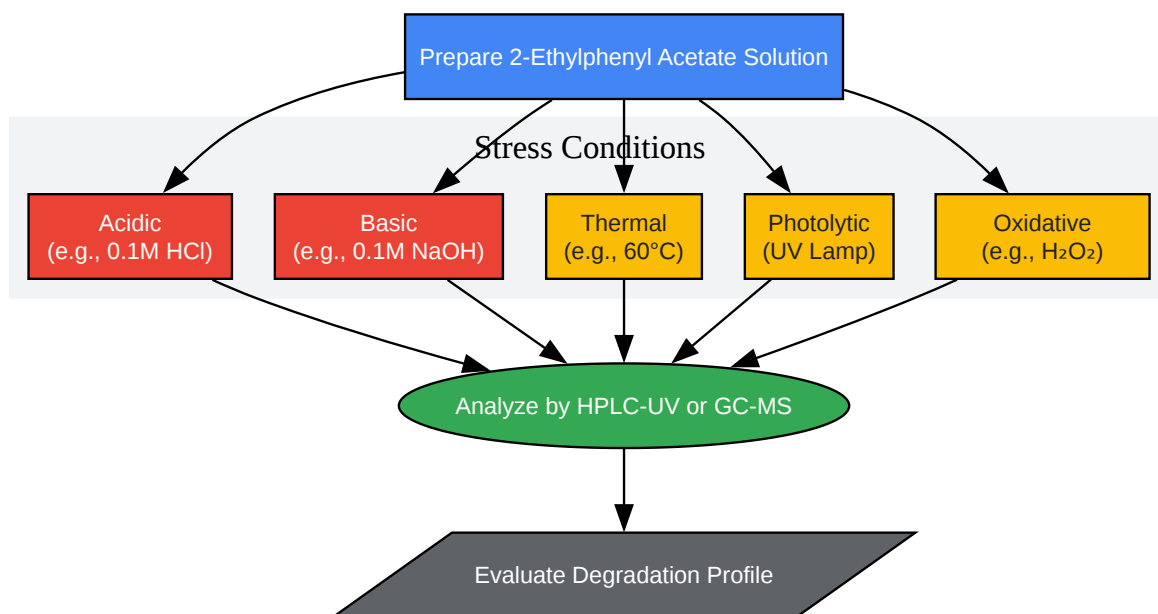 Prepare 2-Ethylphenyl Acetate Solution
Stress Conditions
Acidic
(e.g., 0.1M HCl)
Basic
(e.g., 0.1M NaOH)
Thermal
(e.g., 60°C)
Photolytic
(UV Lamp)
Oxidative
(e.g., H₂O₂)
Analyze by HPLC-UV or GC-MS
Evaluate Degradation Profile